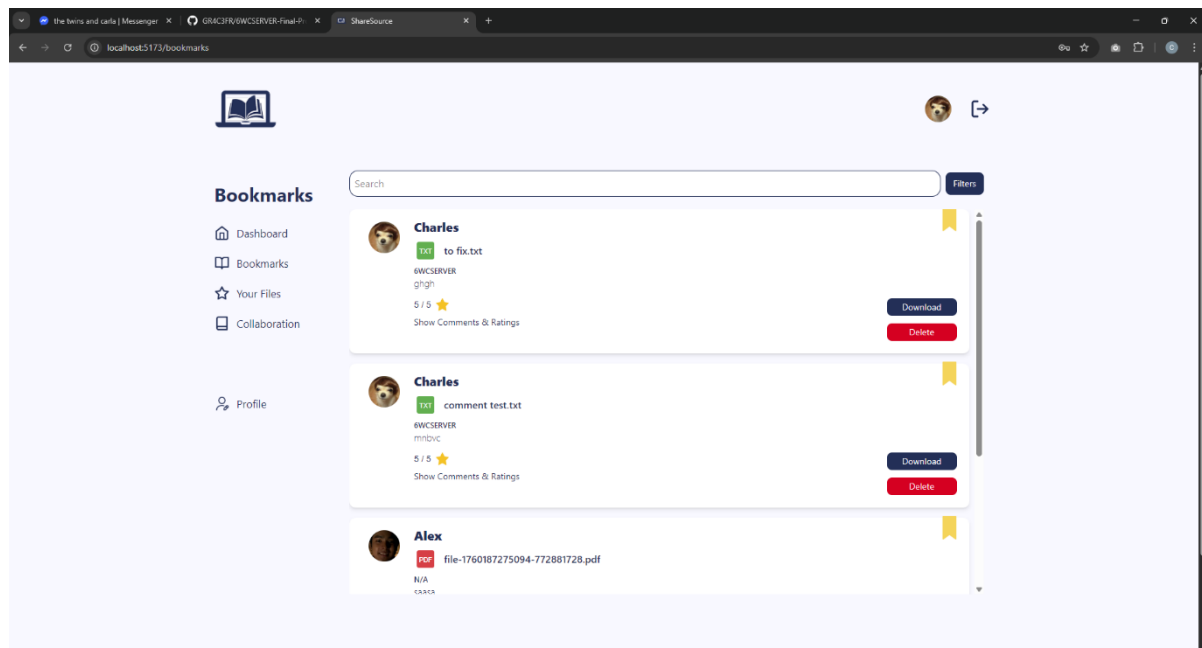 the twins and carla | Messenger
GR4C3FR/6WCSERVER-Final-Pr
ShareSource
localhost:5173/bookmarks
C
Bookmarks
Dashboard
Bookmarks
Your Files
Collaboration
Profile
Search
Filters
Charles
TXT to fix.txt
6WCSERVER
ghgh
5 / 5
Show Comments & Ratings
Download
Delete
Charles
TXT comment test.txt
6WCSERVER
mnbvc
5 / 5
Show Comments & Ratings
Download
Delete
Alex
PDF file-1760187275094-772881728.pdf
N/A